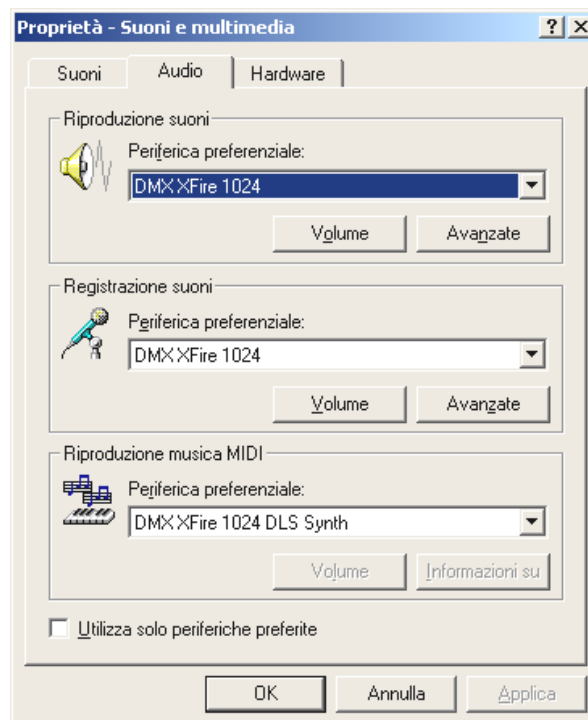 Proprietà - Suoni e multimedia
Suoni Audio Hardware
Riproduzione suoni
Periferica preferenziale:
DMX XFire 1024
Volume Avanzate
Registrazione suoni
Periferica preferenziale:
DMX XFire 1024
Volume Avanzate
Riproduzione musica MIDI
Periferica preferenziale:
DMX XFire 1024 DLS Synth
Volume Informazioni su
Utilizza solo periferiche preferite
OK Annulla Applica